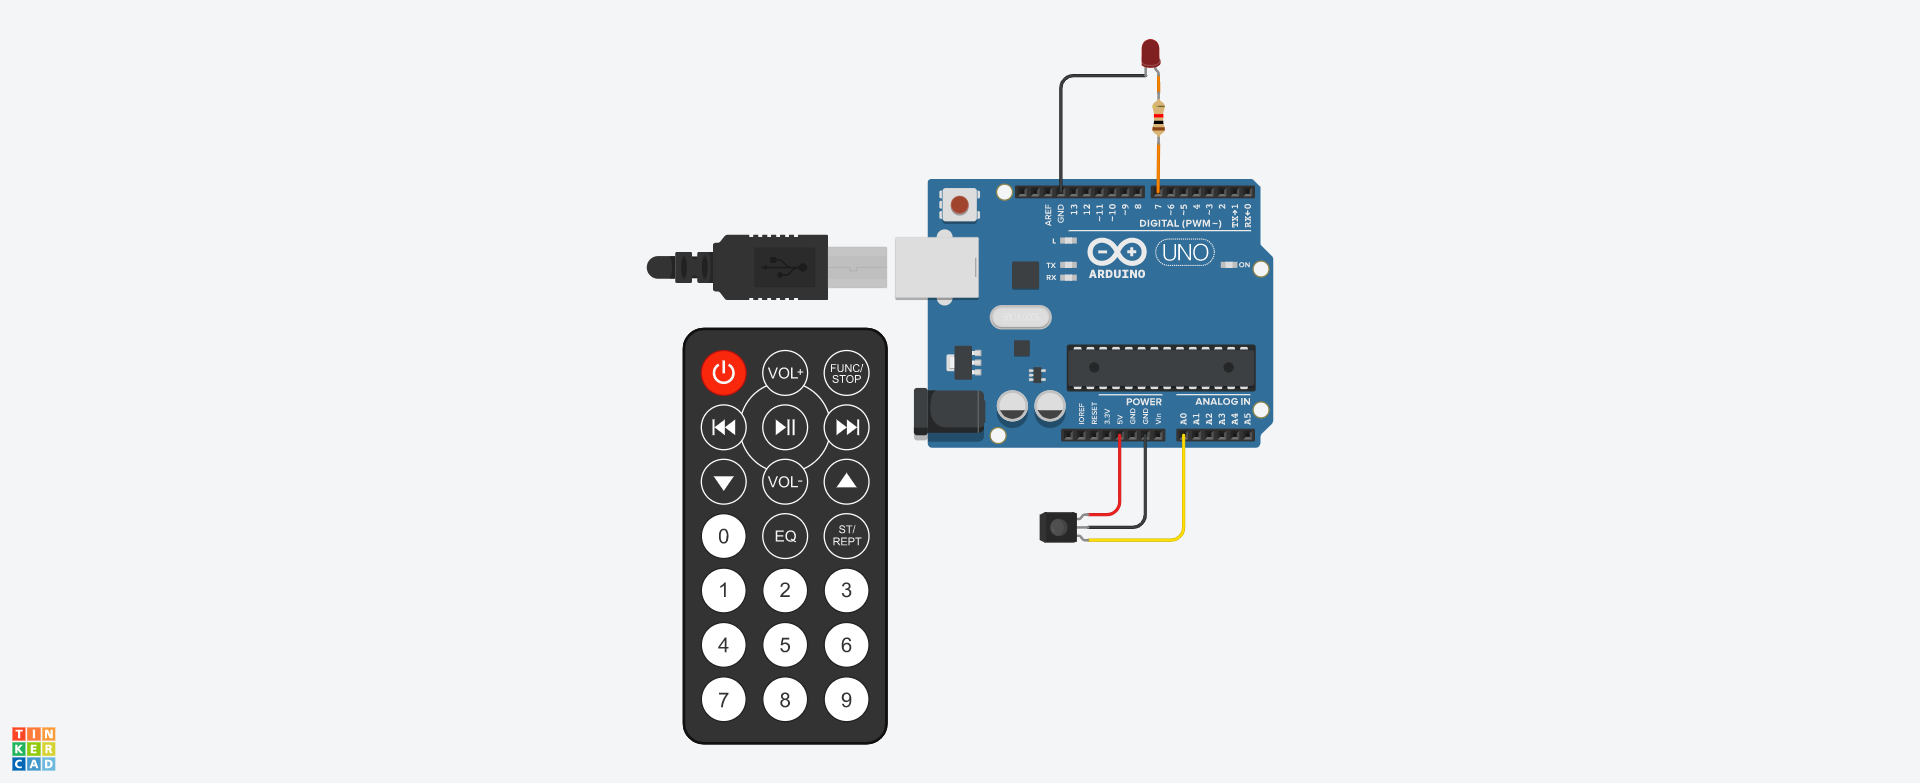 AREF
GND
13
12
~11
~10
~9
8
7
~6
~5
4
~3
2
TX→1
RX←0
DIGITAL (PWM~)
L
TX
RX
ARDUINO
UNO
ON
IOREF
RESET
3.3V
5V
GND
GND
Vin
POWER
ANALOG IN
A0
A1
A2
A3
A4
A5
VOL+
FUNC/
STOP
VOL-
0
EQ
ST/
REPT
1 2 3
4 5 6
7 8 9
TIN
KER
CAD